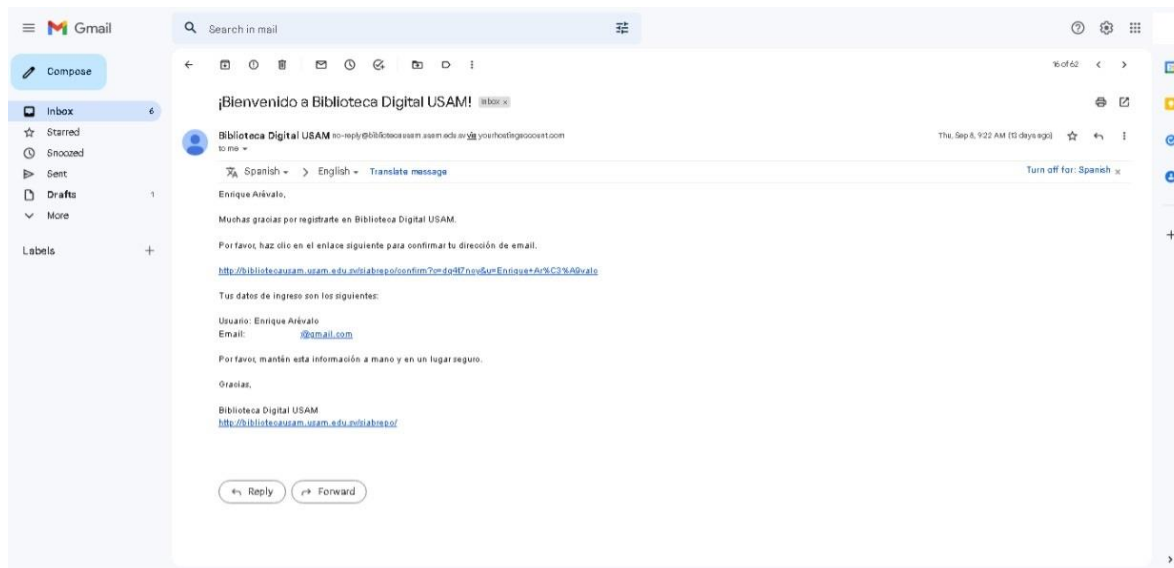 Gmail
Search in mail
Compose
16 of 62
¡Bienvenido a Biblioteca Digital USAM! Inbox x
Inbox 6
Starred
Snoozed
Sent
Drafts 1
More
Labels
Biblioteca Digital USAM via yourhostingaccount.com
Thu, Sep 8, 9:22 AM (13 days ago)
to me
Spanish > English Translate message
Turn off for: Spanish x
Enrique Arévalo,
Muchas gracias por registrarte en Biblioteca Digital USAM.
Por favor, haz clic en el enlace siguiente para confirmar tu dirección de email.
Tus datos de ingreso son los siguientes:
Usuario: Enrique Arévalo
Email: @gmail.com
Por favor, mantén esta información a mano y en un lugar seguro.
Gracias,
Biblioteca Digital USAM
http://bibliotecausam.usam.edu.sv/siabrepo/
Reply
Forward